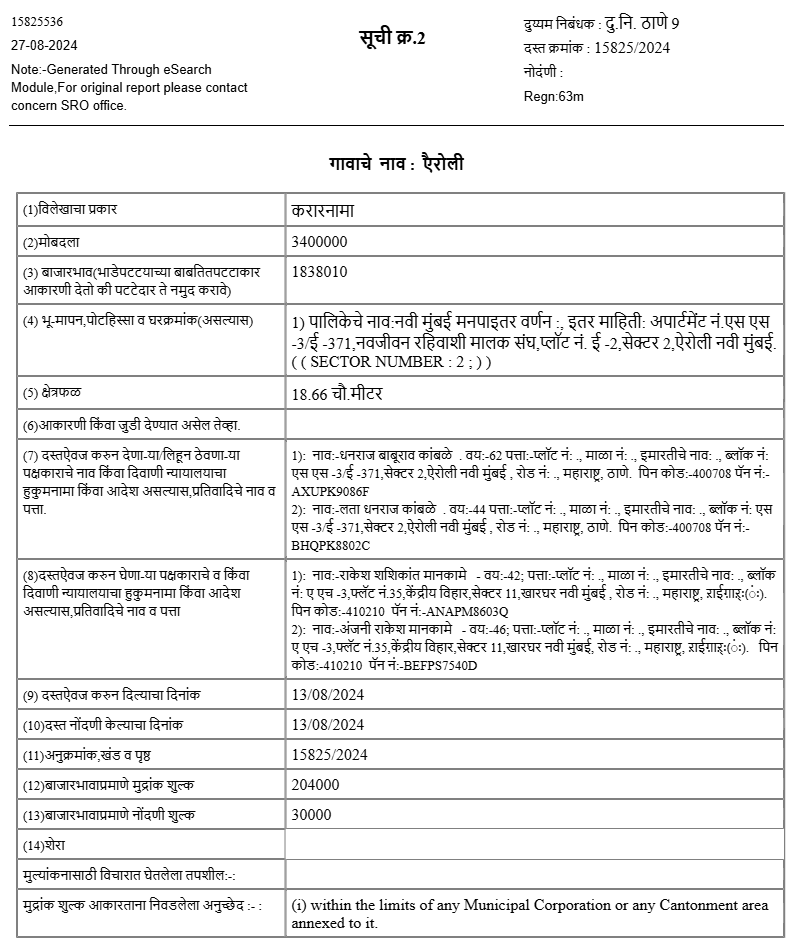 15825536
27-08-2024
Note:-Generated Through eSearch
Module,For original report please contact
concern SRO office.
सूची क्र.2
दुय्यम निबंधक : दु.नि. ठाणे 9
दस्त क्रमांक : 15825/2024
नोदंणी :
Regn:63m
गावाचे नाव : ऐरोली
(1)विलेखाचा प्रकार
करारनामा
(2)मोबदला
3400000
(3) बाजारभाव(भाडेपटटयाच्या बाबतितपटटाकार
आकारणी देतो की पटटेदार ते नमुद करावे)
1838010
(4) भू-मापन,पोटहिस्सा व घरक्रमांक(असल्यास)
1) पालिकेचे नाव:नवी मुंबई मनपाइतर वर्णन :, इतर माहिती: अपार्टमेंट नं.एस एस
-3/ई -371,नवजीवन रहिवाशी मालक संघ,प्लॉट नं. ई -2,सेक्टर 2,ऐरोली नवी मुंबई.
( ( SECTOR NUMBER : 2 ; ) )
(5) क्षेत्रफळ
18.66 चौ.मीटर
(6)आकारणी किंवा जुडी देण्यात असेल तेव्हा.
(7) दस्तऐवज करुन देणा-या/लिहून ठेवणा-या
पक्षकाराचे नाव किंवा दिवाणी न्यायालयाचा
हुकुमनामा किंवा आदेश असल्यास,प्रतिवादिचे नाव व
पत्ता.
1): नाव:-धनराज बाबूराव कांबळे . वय:-62 पत्ता:-प्लॉट नं: ., माळा नं: ., इमारतीचे नाव: ., ब्लॉक नं:
एस एस -3/ई -371,सेक्टर 2,ऐरोली नवी मुंबई , रोड नं: ., महाराष्ट्र, ठाणे. पिन कोड:-400708 पॅन नं:-
AXUPK9086F
2): नाव:-लता धनराज कांबळे . वय:-44 पत्ता:-प्लॉट नं: ., माळा नं: ., इमारतीचे नाव: ., ब्लॉक नं: एस
एस -3/ई -371,सेक्टर 2,ऐरोली नवी मुंबई , रोड नं: ., महाराष्ट्र, ठाणे. पिन कोड:-400708 पॅन नं:-
BHQPK8802C
(8)दस्तऐवज करुन घेणा-या पक्षकाराचे व किंवा
दिवाणी न्यायालयाचा हुकुमनामा किंवा आदेश
असल्यास,प्रतिवादिचे नाव व पत्ता
1): नाव:-राकेश शशिकांत मानकामे - वय:-42; पत्ता:-प्लॉट नं: ., माळा नं: ., इमारतीचे नाव: ., ब्लॉक
नं: ए एच -3,फ्लॅट नं.35,केंद्रीय विहार,सेक्टर 11,खारघर नवी मुंबई , रोड नं: ., महाराष्ट्र,
पिन कोड:-410210 पॅन नं:-ANAPM8603Q
2): नाव:-अंजनी राकेश मानकामे - वय:-46; पत्ता:-प्लॉट नं: ., माळा नं: ., इमारतीचे नाव: ., ब्लॉक नं:
ए एच -3,फ्लॅट नं.35,केंद्रीय विहार,सेक्टर 11,खारघर नवी मुंबई, रोड नं: ., महाराष्ट्र, पिन
कोड:-410210 पॅन नं:-BEFPS7540D
(9) दस्तऐवज करुन दिल्याचा दिनांक
13/08/2024
(10)दस्त नोंदणी केल्याचा दिनांक
13/08/2024
(11)अनुक्रमांक,खंड व पृष्ठ
15825/2024
(12)बाजारभावाप्रमाणे मुद्रांक शुल्क
204000
(13)बाजारभावाप्रमाणे नोंदणी शुल्क
30000
(14)शेरा
मुल्यांकनासाठी विचारात घेतलेला तपशील:-:
मुद्रांक शुल्क आकारताना निवडलेला अनुच्छेद :- :
(i) within the limits of any Municipal Corporation or any Cantonment area
annexed to it.